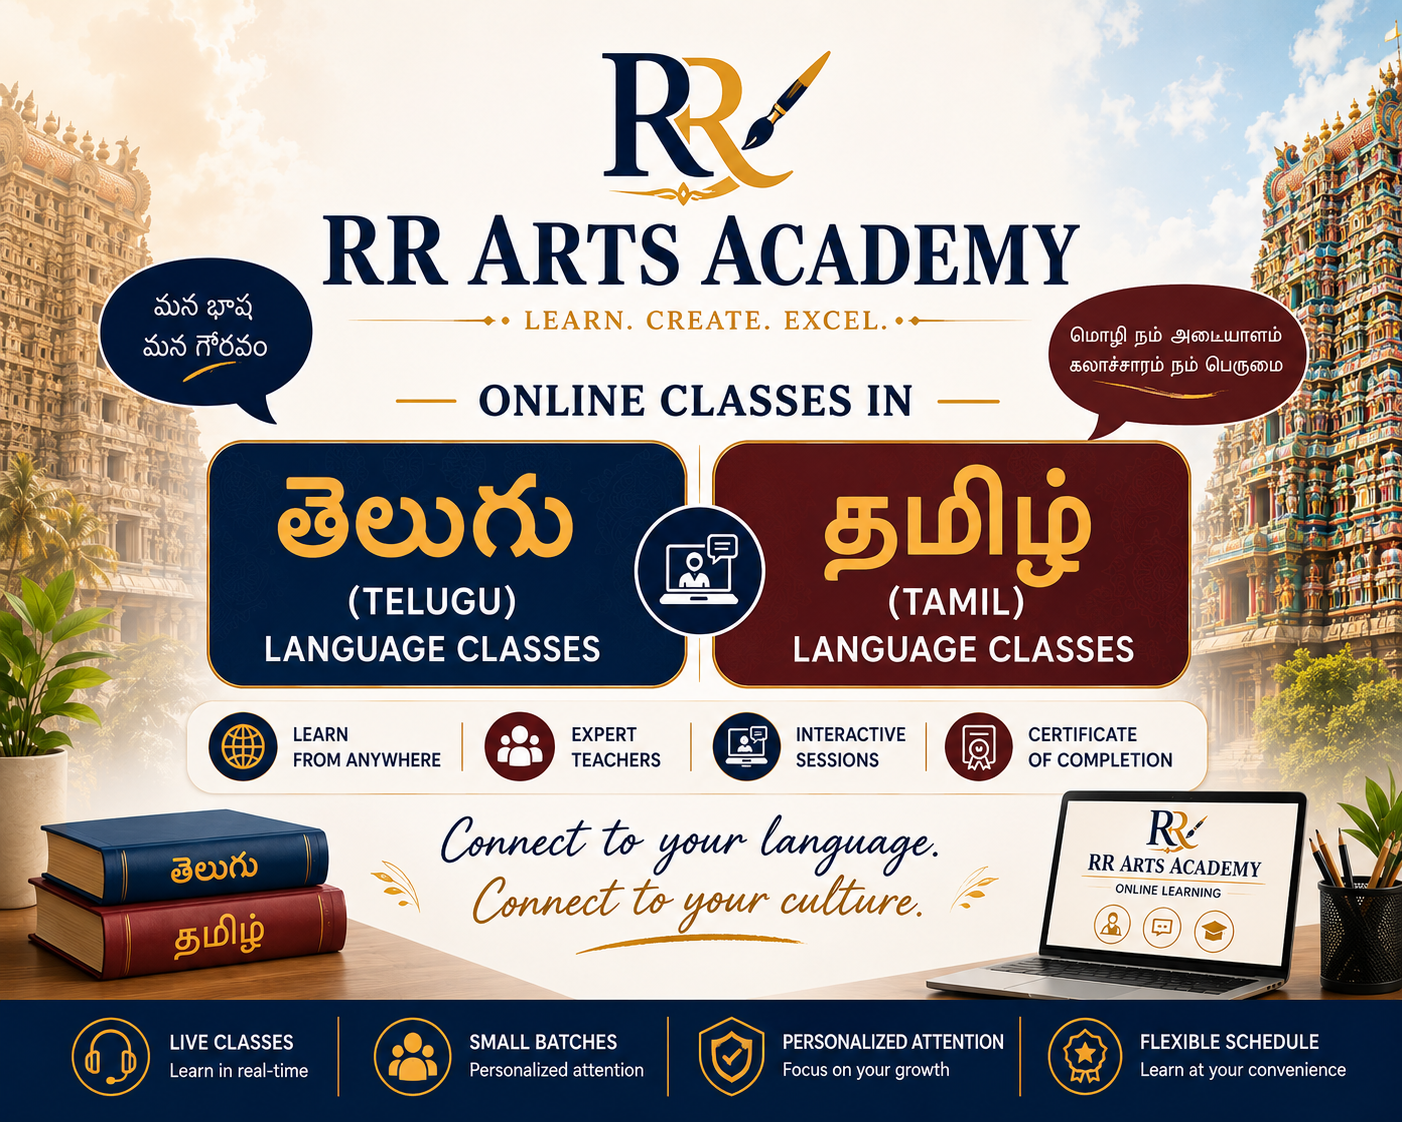 RR
RR ARTS ACADEMY
LEARN. CREATE. EXCEL.
మన భాష
మన గోరవం
மொழி நம் அடையாளம்
கலாச்சாரம் நம் பெருமை
ONLINE CLASSES IN
తెలుగు
(TELUGU)
LANGUAGE CLASSES
தமிழ்
(TAMIL)
LANGUAGE CLASSES
LEARN
FROM ANYWHERE
EXPERT
TEACHERS
INTERACTIVE
SESSIONS
CERTIFICATE
OF COMPLETION
Connect to your language.
Connect to your culture.
తెలుగు
தமிழ்
RR
RR ARTS ACADEMY
ONLINE LEARNING
LIVE CLASSES
Learn in real-time
SMALL BATCHES
Personalized attention
PERSONALIZED ATTENTION
Focus on your growth
FLEXIBLE SCHEDULE
Learn at your convenience